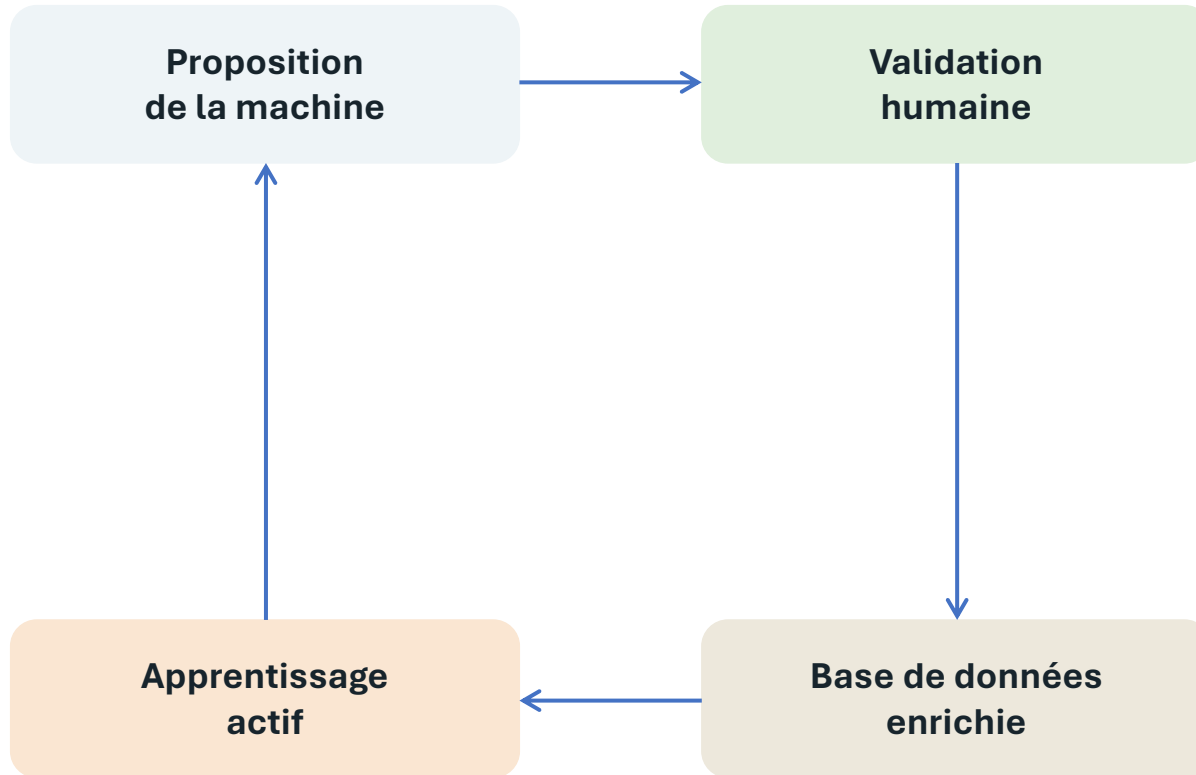 Proposition
de la machine
Validation
humaine
Apprentissage
actif
Base de données
enrichie